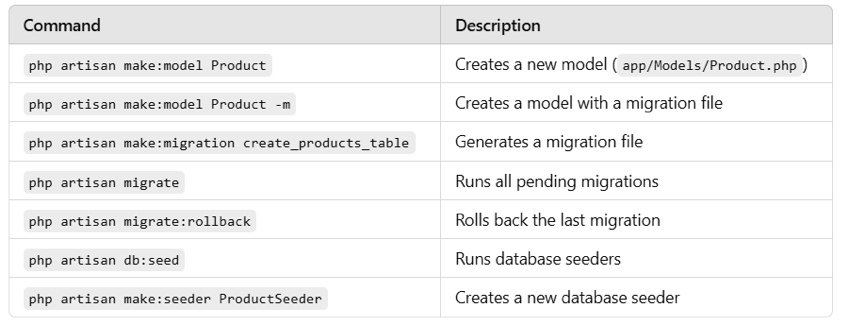 Command Description
php artisan make:model Product Creates a new model (app/Models/Product.php)
php artisan make:model Product -m Creates a model with a migration file
php artisan make:migration create_products_table Generates a migration file
php artisan migrate Runs all pending migrations
php artisan migrate:rollback Rolls back the last migration
php artisan db:seed Runs database seeders
php artisan make:seeder ProductSeeder Creates a new database seeder